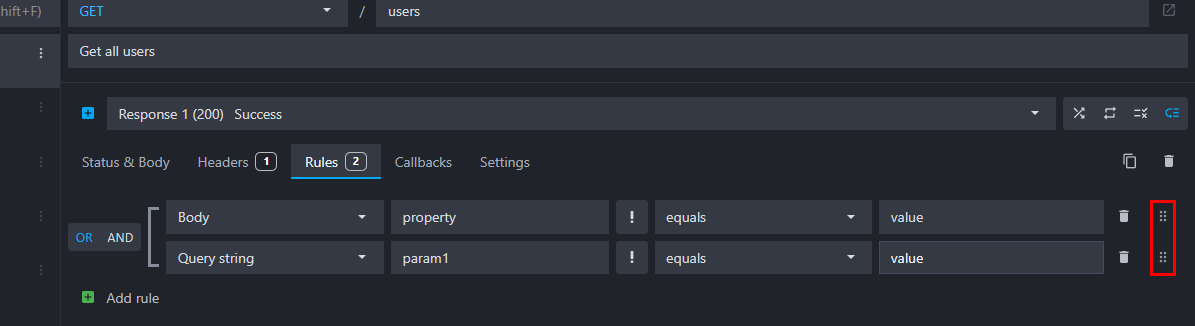 hift+F)
GET / users
Get all users
Response 1 (200) Success
Status & Body Headers 1 Rules 2 Callbacks Settings
Body property ! equals value
OR AND
Query string param1 ! equals value
Add rule